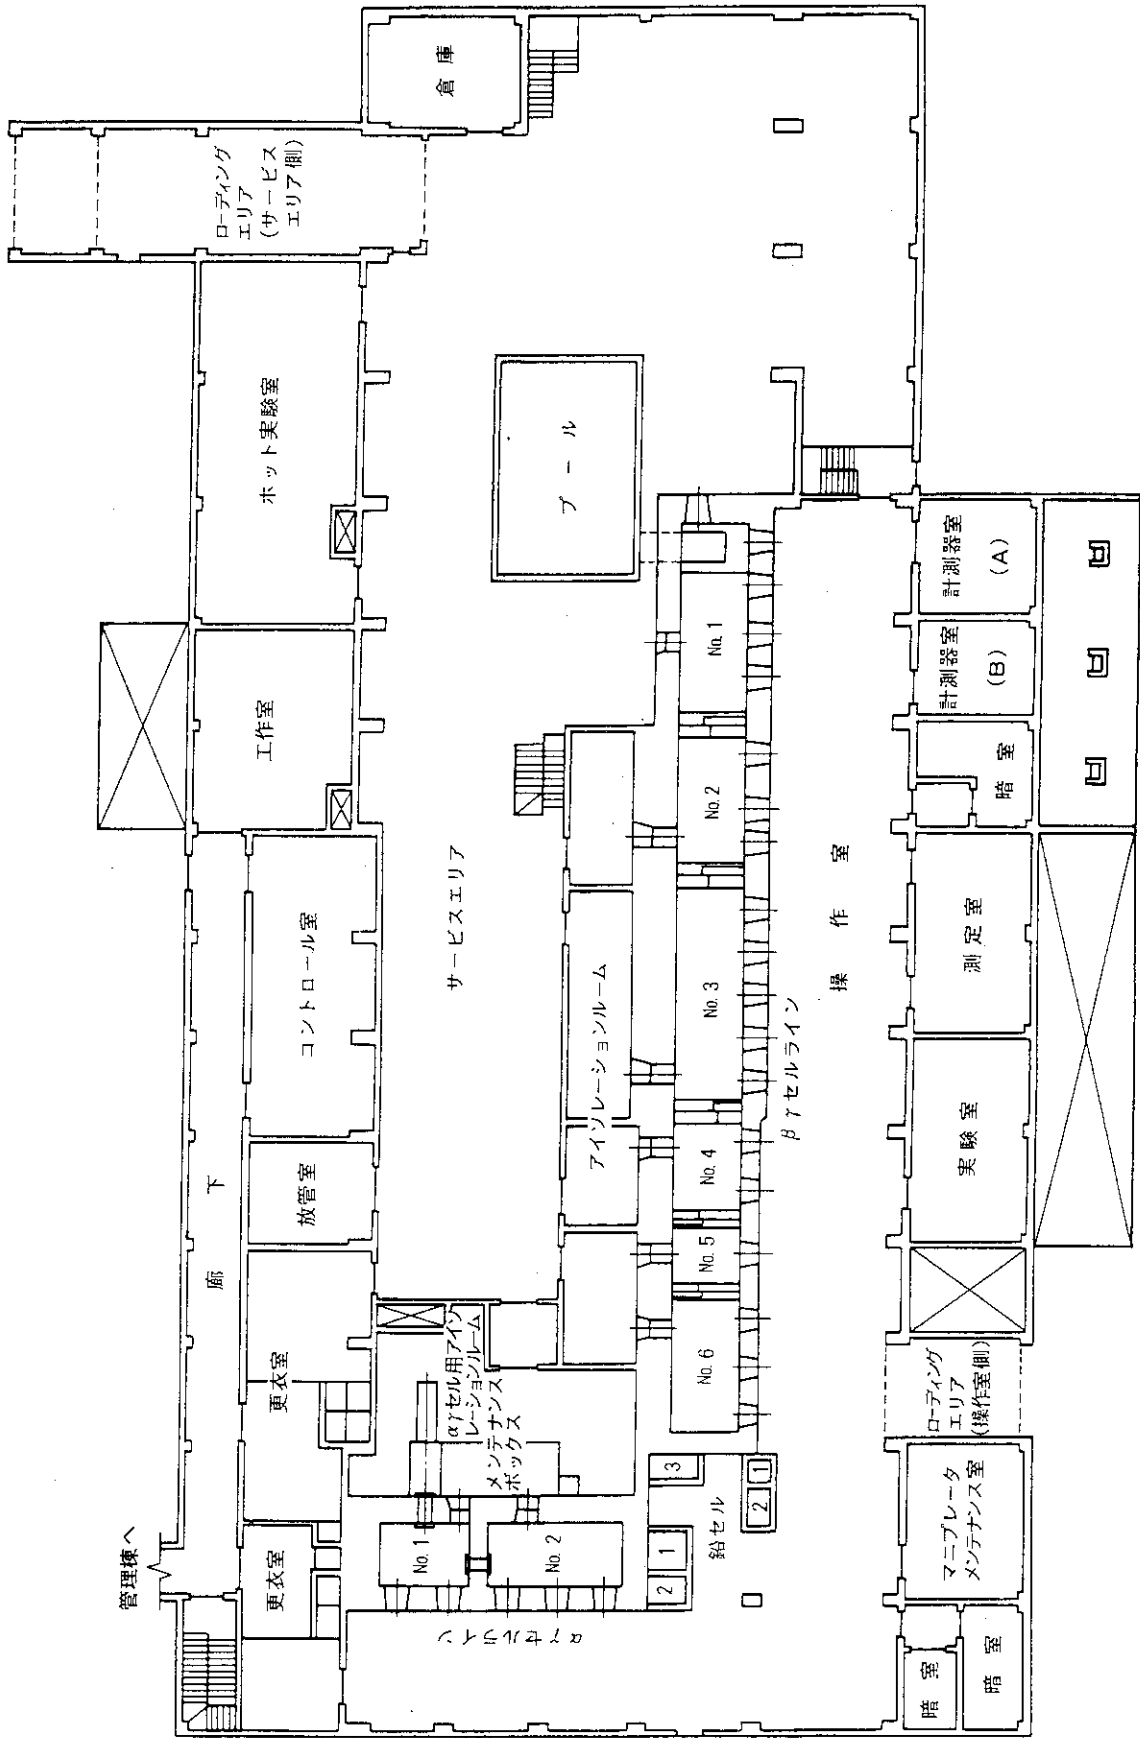 管理棟へ
更衣室
更衣室
廊下
放管室
コントロール室
工作室
ホット実験室
ローディング
エリア
(サービス
エリア側)
倉庫
サービスエリア
プール
αγセル用アイソ
レーションルーム
メンテナンス
ボックス
アイソレーションルーム
No.1
No.2
αγセルライン
鉛セル
2
1
3
2
1
No.6
No.5
No.4
No.3
No.2
No.1
βγセルライン
操作室
暗室
暗室
マニプレータ
メンテナンス室
ローディング
エリア
(操作室側)
実験室
測定室
暗室
計測器室
(B)
計測器室
(A)